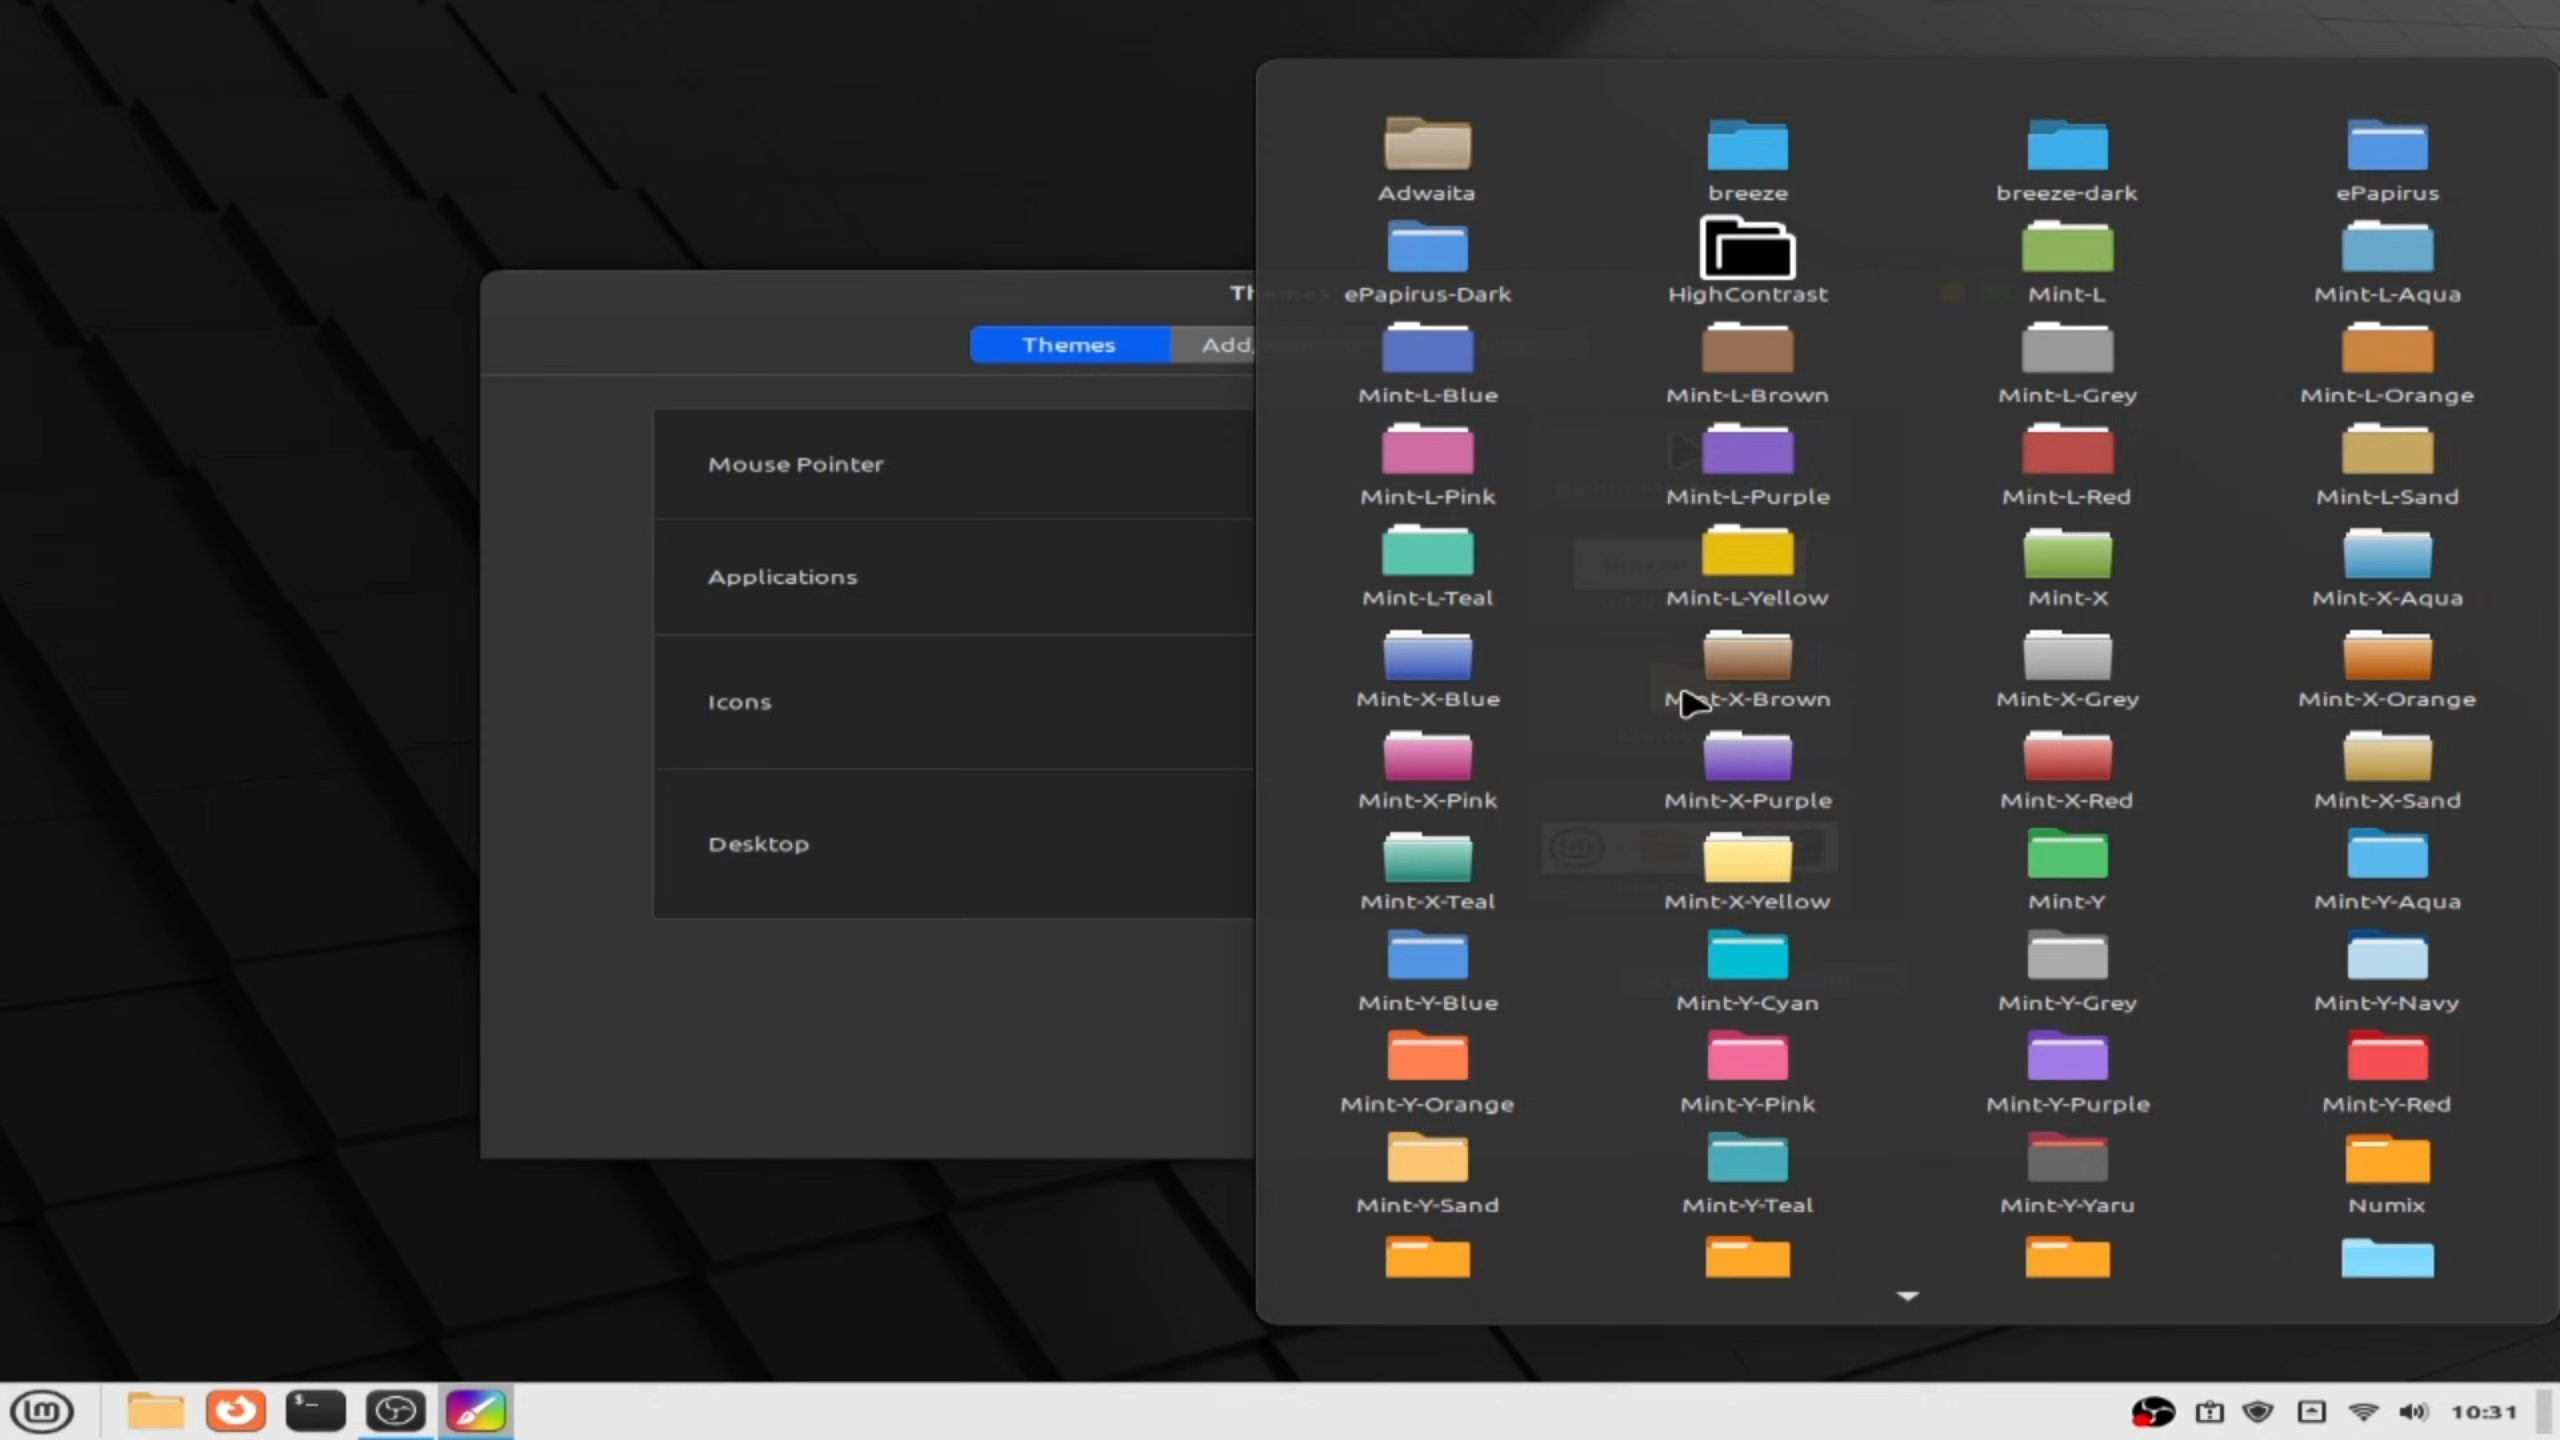 Adwaita breeze breeze-dark ePapirus
Themes ePapirus-Dark HighContrast Mint-L Mint-L-Aqua
Themes Add/
Mint-L-Blue Mint-L-Brown Mint-L-Grey Mint-L-Orange
Mouse Pointer
Mint-L-Pink Mint-L-Purple Mint-L-Red Mint-L-Sand
Applications
Mint-L-Teal Mint-L-Yellow Mint-X Mint-X-Aqua
Icons
Mint-X-Blue Mint-X-Brown Mint-X-Grey Mint-X-Orange
Mint-X-Pink Mint-X-Purple Mint-X-Red Mint-X-Sand
Desktop
Mint-X-Teal Mint-X-Yellow Mint-Y Mint-Y-Aqua
Mint-Y-Blue Mint-Y-Cyan Mint-Y-Grey Mint-Y-Navy
Mint-Y-Orange Mint-Y-Pink Mint-Y-Purple Mint-Y-Red
Mint-Y-Sand Mint-Y-Teal Mint-Y-Yaru Numix
$_
10:31